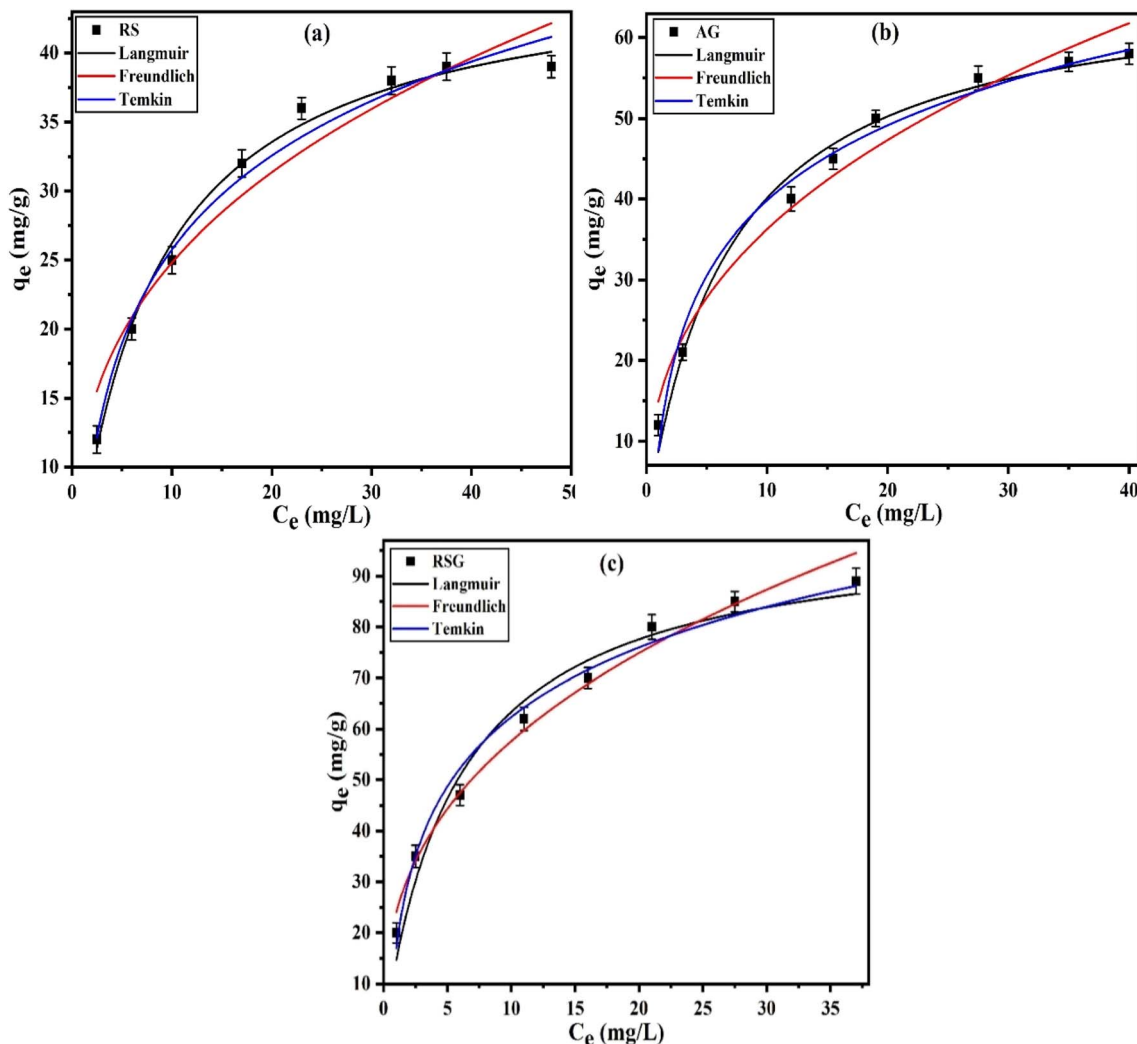 (a)
RS
Langmuir
Freundlich
Temkin
40
35
30
25
20
15
10
qe (mg/g)
0 10 20 30 40 50
Ce (mg/L)
(b)
AG
Langmuir
Freundlich
Temkin
60
50
40
30
20
10
qe (mg/g)
0 10 20 30 40
Ce (mg/L)
(c)
RSG
Langmuir
Freundlich
Temkin
90
80
70
60
50
40
30
20
10
qe (mg/g)
0 5 10 15 20 25 30 35
Ce (mg/L)